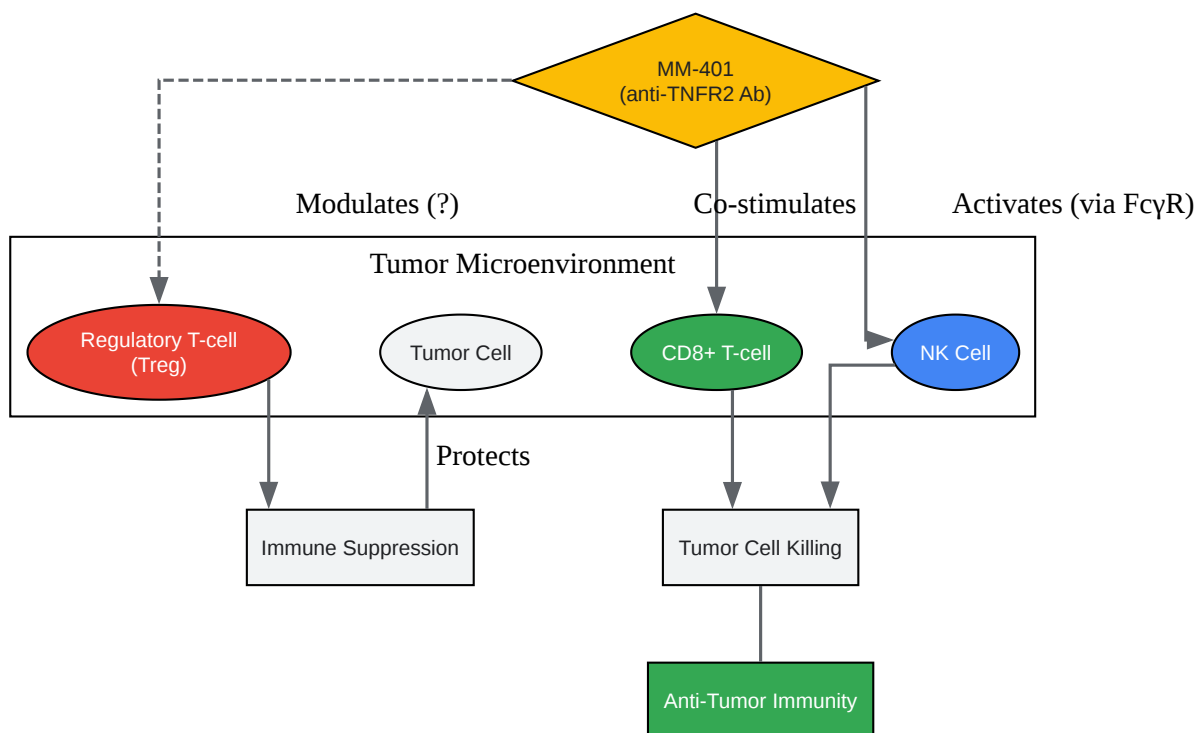 MM-401
(anti-TNFR2 Ab)
Modulates (?)
Co-stimulates
Activates (via FcγR)
Tumor Microenvironment
Regulatory T-cell
(Treg)
Tumor Cell
CD8+ T-cell
NK Cell
Protects
Immune Suppression
Tumor Cell Killing
Anti-Tumor Immunity